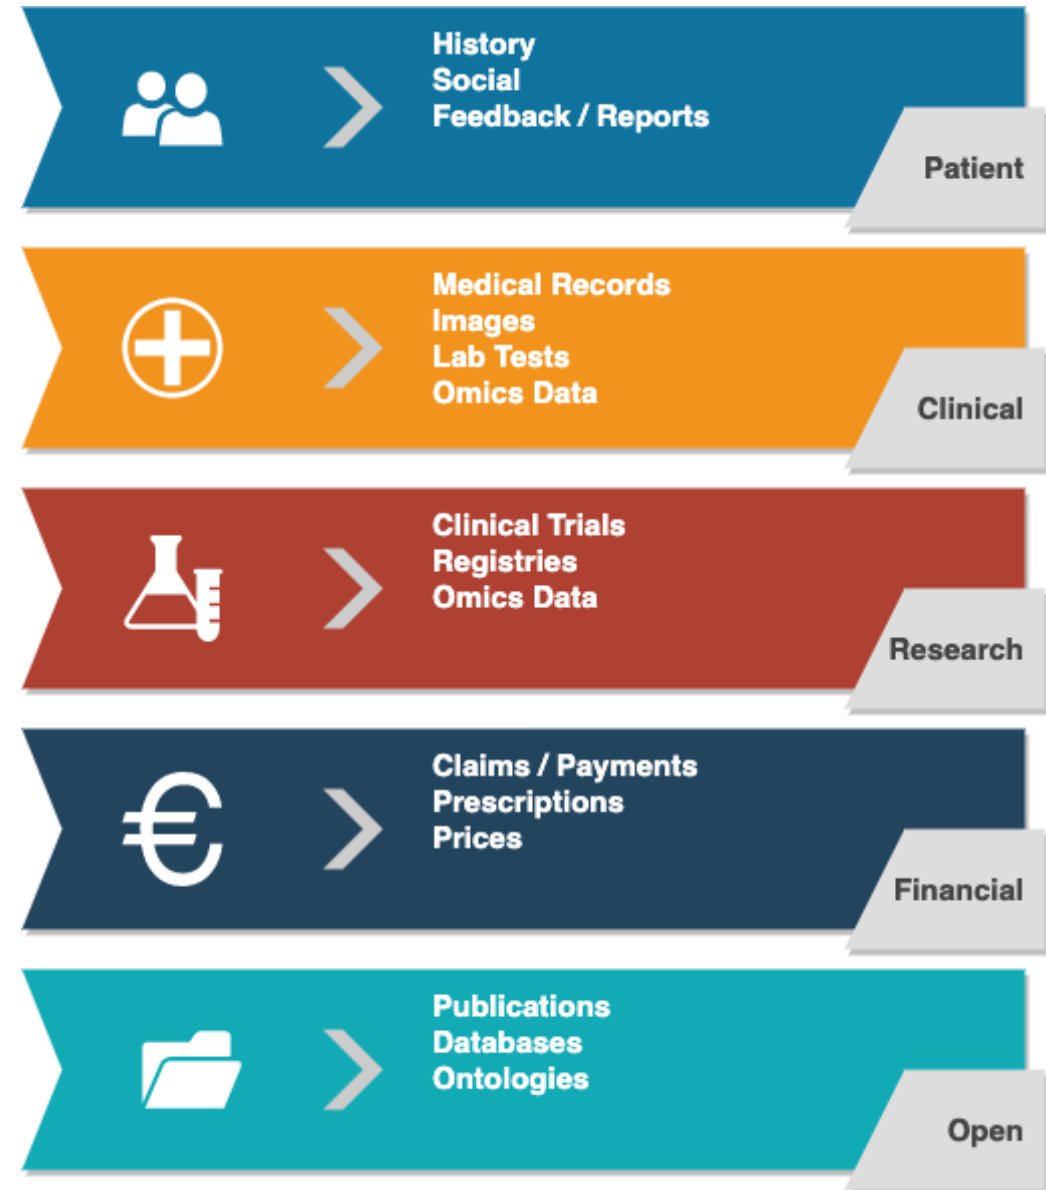 History
Social
Feedback / Reports
Patient
Medical Records
Images
Lab Tests
Omics Data
Clinical
Clinical Trials
Registries
Omics Data
Research
€
Claims / Payments
Prescriptions
Prices
Financial
Publications
Databases
Ontologies
Open